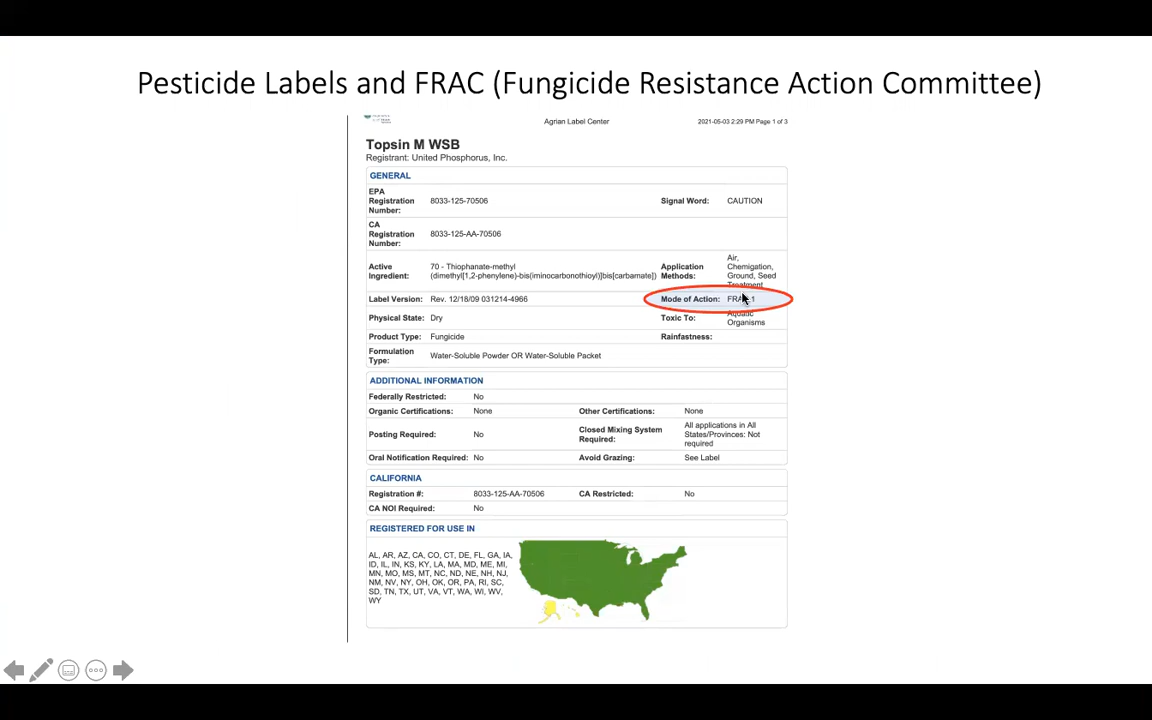 Pesticide Labels and FRAC (Fungicide Resistance Action Committee)
Agrian Label Center
2021-05-03 2:29 PM Page 1 of 3
Topsin M WSB
Registrant: United Phosphorus, Inc.
GENERAL
EPA
Registration
Number:
8033-125-70506
Signal Word:
CAUTION
CA
Registration
Number:
8033-125-AA-70506
Active
Ingredient:
70 - Thiophanate-methyl
(dimethyl[1,2-phenylene)-bis(iminocarbonothioyl)]bis[carbamate])
Application
Methods:
Air,
Chemigation,
Ground, Seed
Treatment
Label Version:
Rev. 12/18/09 031214-4966
Mode of Action:
Physical State:
Dry
Toxic To:
Aquatic
Organisms
Product Type:
Fungicide
Rainfastness:
Formulation
Type:
Water-Soluble Powder OR Water-Soluble Packet
ADDITIONAL INFORMATION
Federally Restricted:
No
Organic Certifications:
None
Other Certifications:
None
Posting Required:
No
Closed Mixing System
Required:
All applications in All
States/Provinces: Not
required
Oral Notification Required:
No
Avoid Grazing:
See Label
CALIFORNIA
Registration #:
8033-125-AA-70506
CA Restricted:
No
CA NOI Required:
No
REGISTERED FOR USE IN
AL, AR, AZ, CA, CO, CT, DE, FL, GA, IA,
ID, IL, IN, KS, KY, LA, MA, MD, ME, MI,
MN, MO, MS, MT, NC, ND, NE, NH, NJ,
NM, NV, NY, OH, OK, OR, PA, RI, SC,
SD, TN, TX, UT, VA, VT, WA, WI, WV,
WY